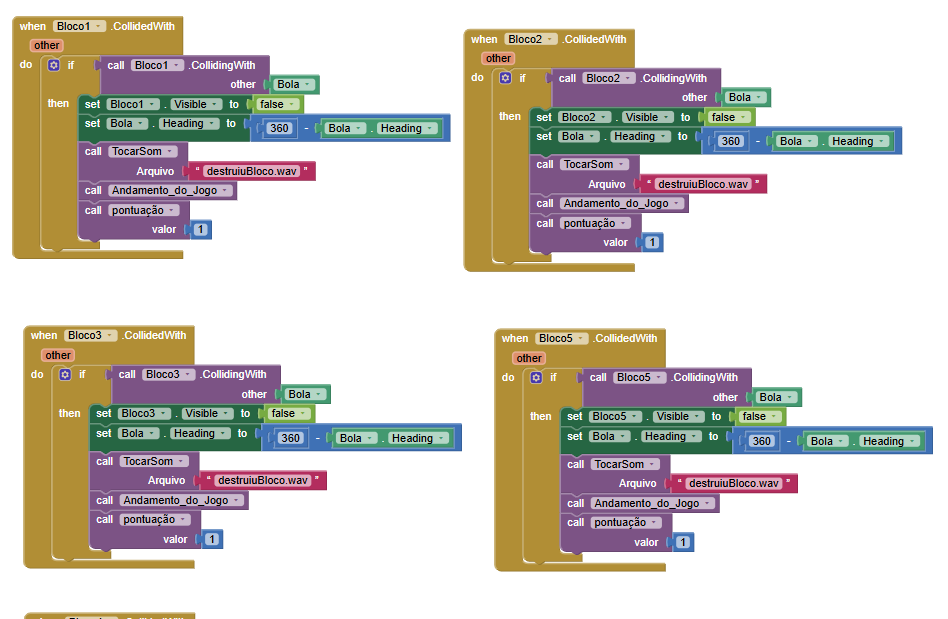 when Bloco1 .CollidedWith
other
do if call Bloco1 .CollidingWith
other Bola
then set Bloco1 . Visible to false
set Bola . Heading to 360 - Bola . Heading
call TocarSom
Arquivo " destruiuBloco.wav "
call Andamento_do_Jogo
call pontuação
valor 1
when Bloco2 .CollidedWith
other
do if call Bloco2 .CollidingWith
other Bola
then set Bloco2 . Visible to false
set Bola . Heading to 360 - Bola . Heading
call TocarSom
Arquivo " destruiuBloco.wav "
call Andamento_do_Jogo
call pontuação
valor 1
when Bloco3 .CollidedWith
other
do if call Bloco3 .CollidingWith
other Bola
then set Bloco3 . Visible to false
set Bola . Heading to 360 - Bola . Heading
call TocarSom
Arquivo " destruiuBloco.wav "
call Andamento_do_Jogo
call pontuação
valor 1
when Bloco5 .CollidedWith
other
do if call Bloco5 .CollidingWith
other Bola
then set Bloco5 . Visible to false
set Bola . Heading to 360 - Bola . Heading
call TocarSom
Arquivo " destruiuBloco.wav "
call Andamento_do_Jogo
call pontuação
valor 1